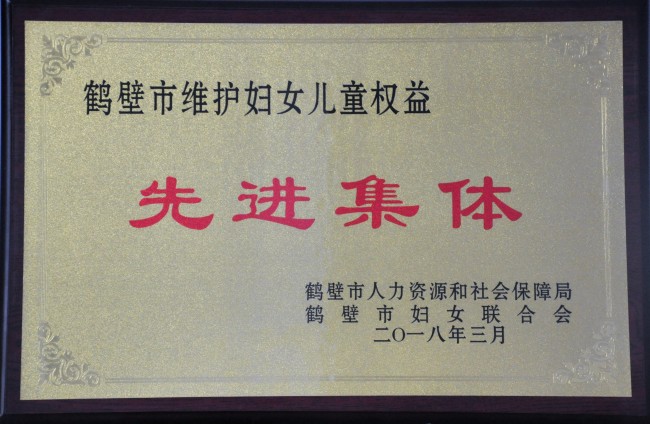 鹤壁市维护妇女儿童权益
先进集体
鹤壁市人力资源和社会保障局
鹤壁市妇女联合会
二〇一八年三月